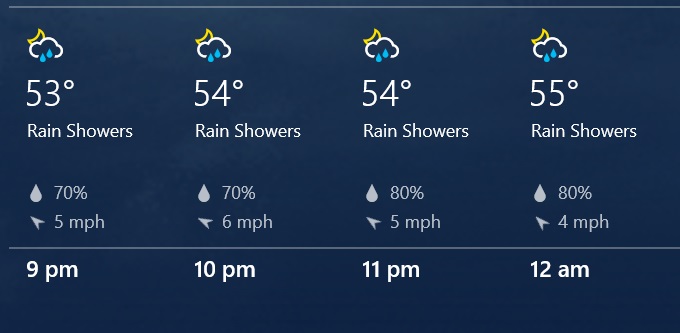 53° 54° 54° 55°
Rain Showers Rain Showers Rain Showers Rain Showers
70% 70% 80% 80%
5 mph 6 mph 5 mph 4 mph
9 pm 10 pm 11 pm 12 am